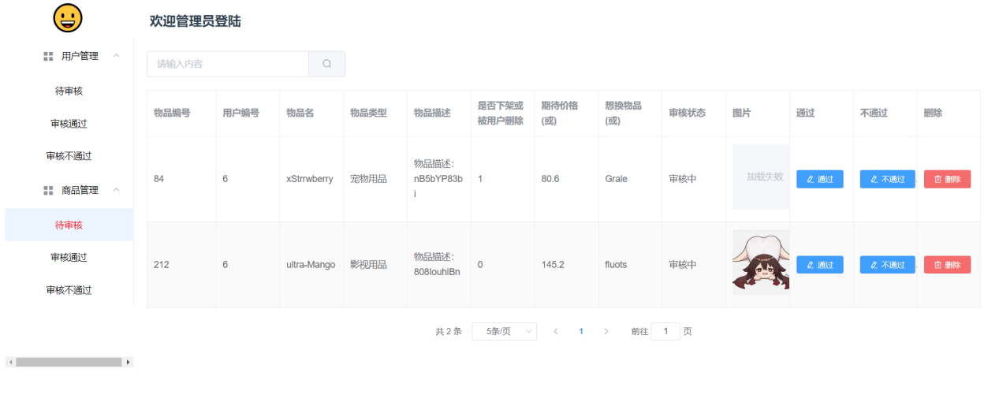 欢迎管理员登陆
用户管理
待审核
审核通过
审核不通过
商品管理
待审核
审核通过
审核不通过
请输入内容
物品编号 用户编号 物品名 物品类型 物品描述 是否下架或被用户删除 期待价格(或) 想换物品(或) 审核状态 图片 通过 不通过 删除
84 6 xStrrwberry 宠物用品 物品描述：nB5bYP83bi 1 80.6 Grale 审核中 加载失败 通过 不通过 删除
212 6 ultra-Mango 影视用品 物品描述：808IouhlBn 0 145.2 fluots 审核中 通过 不通过 删除
共 2 条 5条/页 1 前往 1 页